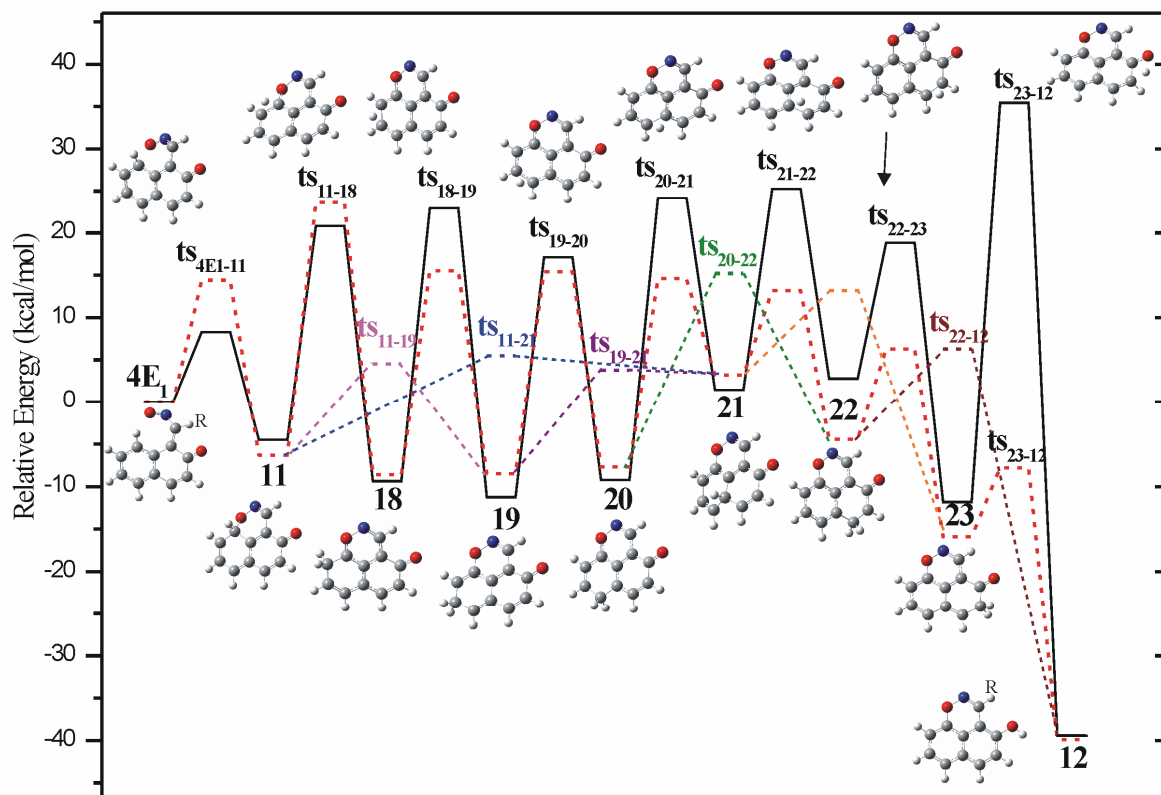 40
30
20
10
0
-10
-20
-30
-40
Relative Energy (kcal/mol)
4E1
ts4E1-11
R
11
ts11-18
18
ts11-19
ts18-19
19
ts11-21
ts19-20
20
ts19-21
ts20-21
21
ts20-22
ts21-22
22
ts22-23
ts22-12
23
ts23-12
ts23-12
R
12